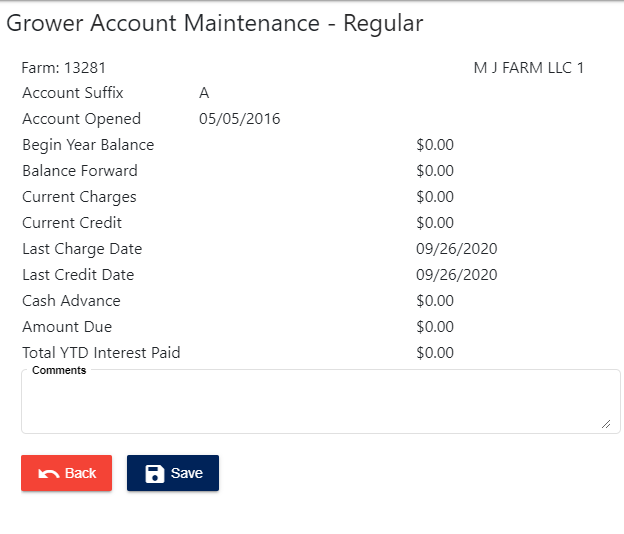 Grower Account Maintenance - Regular
Farm: 13281 M J FARM LLC 1
Account Suffix A
Account Opened 05/05/2016
Begin Year Balance $0.00
Balance Forward $0.00
Current Charges $0.00
Current Credit $0.00
Last Charge Date 09/26/2020
Last Credit Date 09/26/2020
Cash Advance $0.00
Amount Due $0.00
Total YTD Interest Paid $0.00
Comments
Back Save